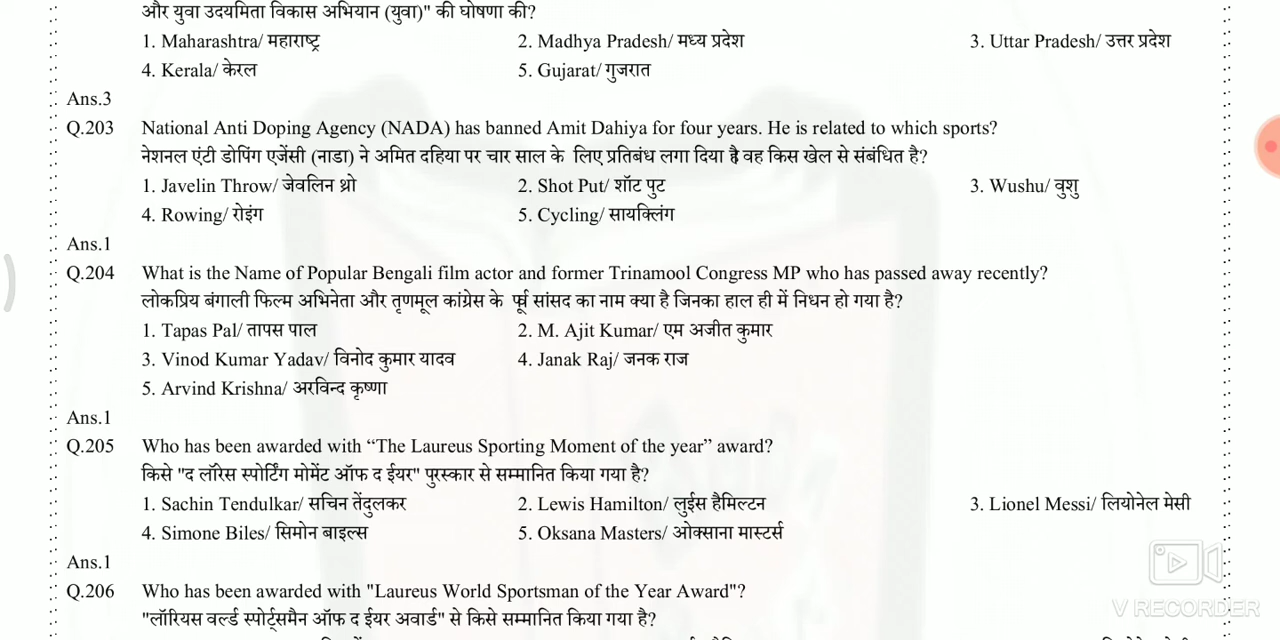 और युवा उदयमिता विकास अभियान (युवा)" की घोषणा की?
1. Maharashtra/ महाराष्ट्र 2. Madhya Pradesh/ मध्य प्रदेश 3. Uttar Pradesh/ उत्तर प्रदेश
4. Kerala/ केरल 5. Gujarat/ गुजरात
Ans.3
Q.203 National Anti Doping Agency (NADA) has banned Amit Dahiya for four years. He is related to which sports?
नेशनल एंटी डोपिंग एजेंसी (नाडा) ने अमित दहिया पर चार साल के लिए प्रतिबंध लगा दिया है वह किस खेल से संबंधित है?
1. Javelin Throw/ जेवलिन थ्रो 2. Shot Put/ शॉट पुट 3. Wushu/ वुशु
4. Rowing/ रोइंग 5. Cycling/ सायक्लिंग
Ans.1
Q.204 What is the Name of Popular Bengali film actor and former Trinamool Congress MP who has passed away recently?
लोकप्रिय बंगाली फिल्म अभिनेता और तृणमूल कांग्रेस के पूर्व सांसद का नाम क्या है जिनका हाल ही में निधन हो गया है?
1. Tapas Pal/ तापस पाल 2. M. Ajit Kumar/ एम अजीत कुमार
3. Vinod Kumar Yadav/ विनोद कुमार यादव 4. Janak Raj/ जनक राज
5. Arvind Krishna/ अरविन्द कृष्णा
Ans.1
Q.205 Who has been awarded with “The Laureus Sporting Moment of the year” award?
किसे "द लॉरेस स्पोर्टिंग मोमेंट ऑफ द ईयर" पुरस्कार से सम्मानित किया गया है?
1. Sachin Tendulkar/ सचिन तेंदुलकर 2. Lewis Hamilton/ लुईस हैमिल्टन 3. Lionel Messi/ लियोनेल मेसी
4. Simone Biles/ सिमोन बाइल्स 5. Oksana Masters/ ओक्साना मास्टर्स
Ans.1
Q.206 Who has been awarded with "Laureus World Sportsman of the Year Award"?
"लॉरियस वर्ल्ड स्पोर्ट्समैन ऑफ द ईयर अवार्ड" से किसे सम्मानित किया गया है?
V RECORDER